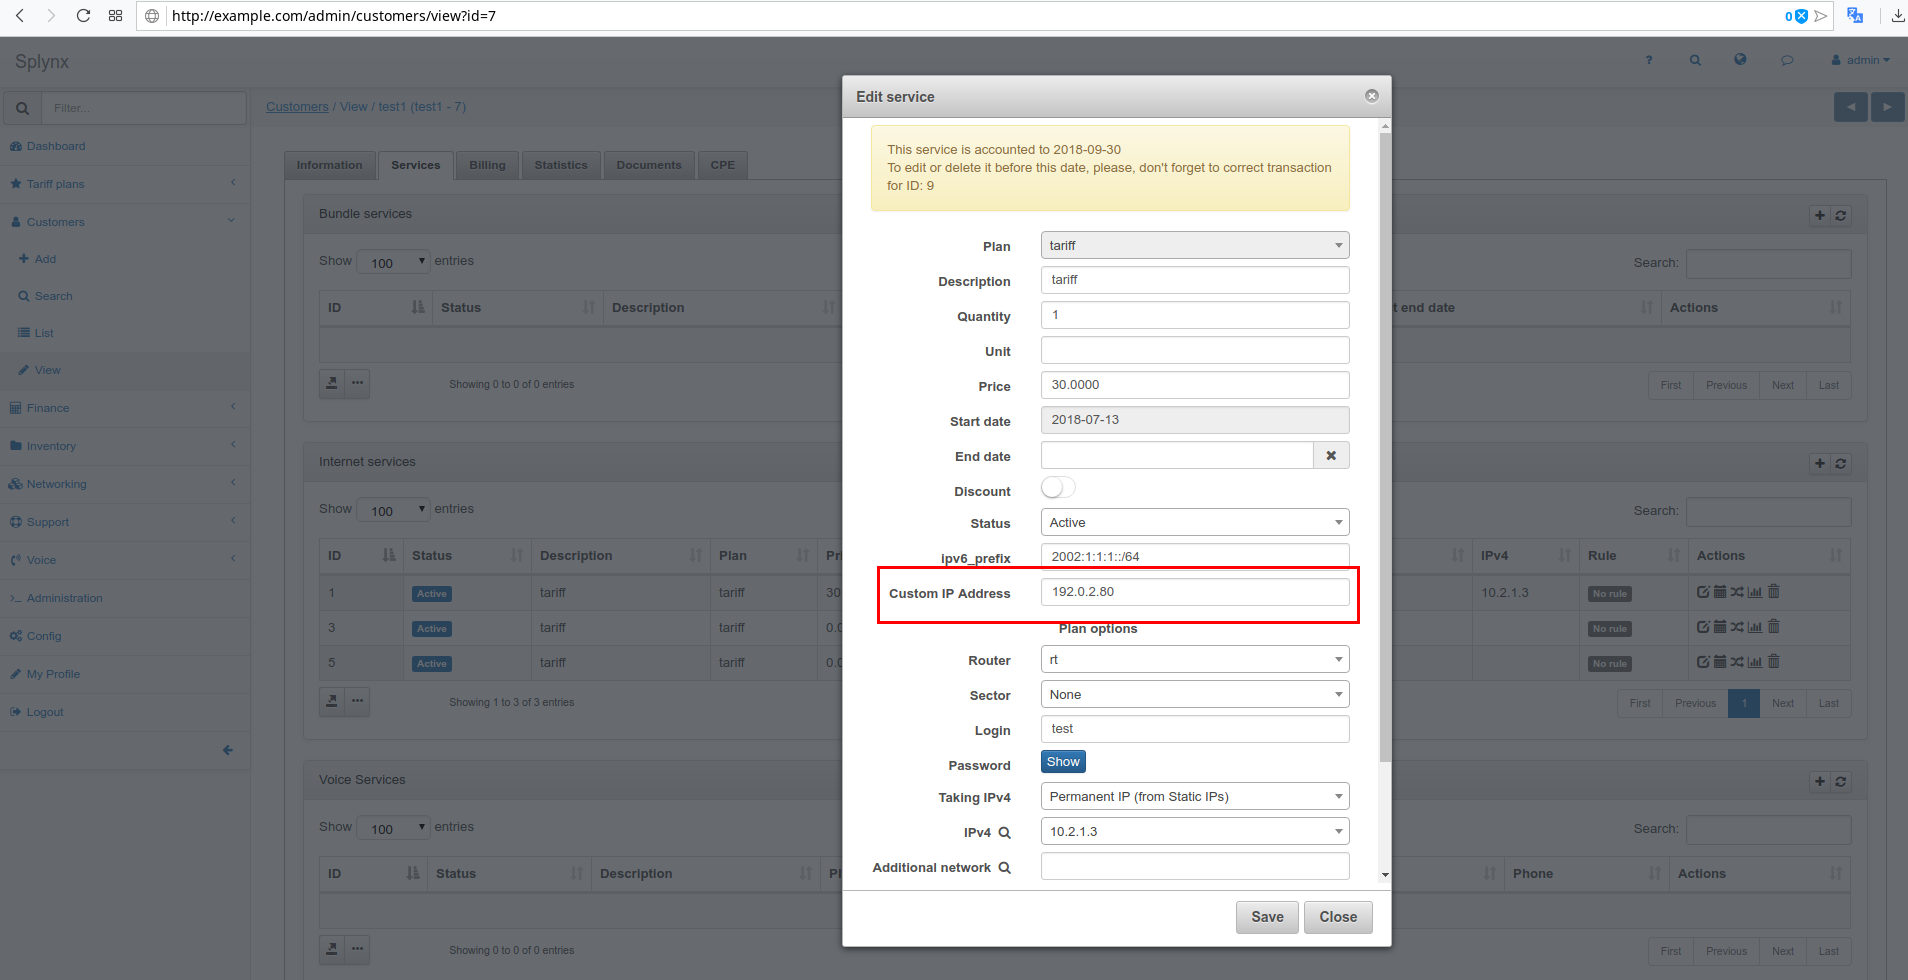 http://example.com/admin/customers/view?id=7
0
Splynx
? admin
Filter...
Customers / View / test1 (test1 - 7)
Dashboard
Tariff plans
Customers
Add
Search
List
View
Finance
Inventory
Networking
Support
Voice
Administration
Config
My Profile
Logout
Information Services Billing Statistics Documents CPE
Bundle services
Show 100 entries
Search:
ID Status Description t end date Actions
Showing 0 to 0 of 0 entries
First Previous Next Last
Internet services
Show 100 entries
Search:
ID Status Description Plan Pri IPv4 Rule Actions
1 Active tariff tariff 30 10.2.1.3 No rule
3 Active tariff tariff 0.0 No rule
5 Active tariff tariff 0.0 No rule
Showing 1 to 3 of 3 entries
First Previous 1 Next Last
Voice Services
Show 100 entries
Search:
ID Status Description Pl Phone Actions
Showing 0 to 0 of 0 entries
First Previous Next Last
Edit service
This service is accounted to 2018-09-30
To edit or delete it before this date, please, don't forget to correct transaction
for ID: 9
Plan tariff
Description tariff
Quantity 1
Unit
Price 30.0000
Start date 2018-07-13
End date
Discount
Status Active
ipv6_prefix 2002:1:1:1::/64
Custom IP Address 192.0.2.80
Plan options
Router rt
Sector None
Login test
Password Show
Taking IPv4 Permanent IP (from Static IPs)
IPv4 10.2.1.3
Additional network
Save Close